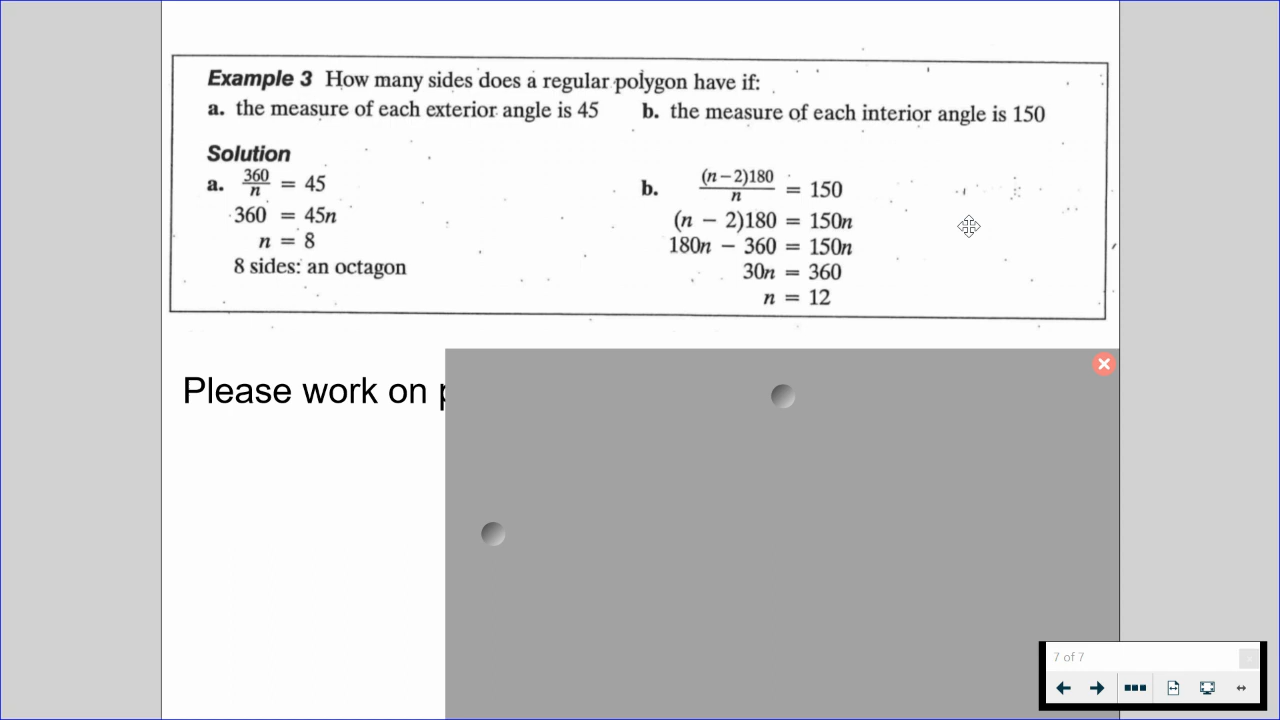 Example 3 How many sides does a regular polygon have if:
a. the measure of each exterior angle is 45 b. the measure of each interior angle is 150
Solution
a. 360/n = 45
360 = 45n
n = 8
8 sides: an octagon
b. (n−2)180/n = 150
(n − 2)180 = 150n
180n − 360 = 150n
30n = 360
n = 12
Please work on
7 of 7